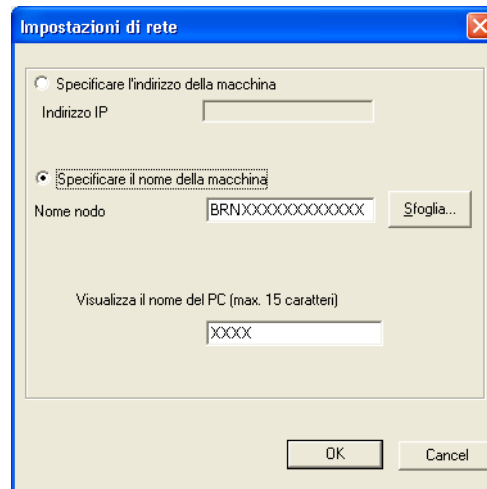 Impostazioni di rete
Specificare l'indirizzo della macchina
Indirizzo IP
Specificare il nome della macchina
Nome nodo BRNXXXXXXXXXXXX Sfoglia...
Visualizza il nome del PC (max. 15 caratteri)
XXXX
OK Cancel